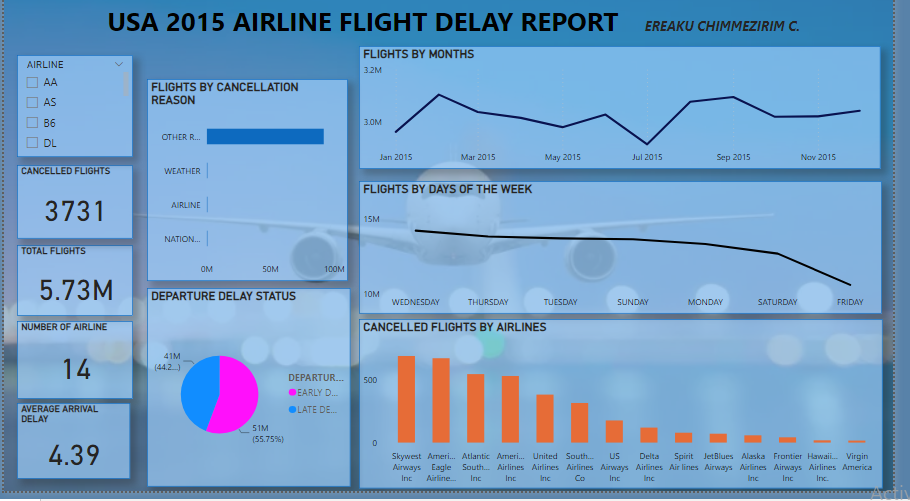 USA 2015 AIRLINE FLIGHT DELAY REPORT
EREAKU CHIMMEZIRIM C.
AIRLINE
AA
AS
B6
DL
CANCELLED FLIGHTS
3731
TOTAL FLIGHTS
5.73M
NUMBER OF AIRLINE
14
AVERAGE ARRIVAL
DELAY
4.39
FLIGHTS BY CANCELLATION
REASON
OTHER R...
WEATHER
AIRLINE
NATION...
0M 50M 100M
DEPARTURE DELAY STATUS
41M
(44.2...)
51M
(55.75%)
DEPARTUR...
EARLY D...
LATE DE...
FLIGHTS BY MONTHS
3.2M
3.0M
Jan 2015 Mar 2015 May 2015 Jul 2015 Sep 2015 Nov 2015
FLIGHTS BY DAYS OF THE WEEK
15M
10M
WEDNESDAY THURSDAY TUESDAY SUNDAY MONDAY SATURDAY FRIDAY
CANCELLED FLIGHTS BY AIRLINES
500
0
Skywest Ameri... Atlantic Ameri... United South... US Delta Spirit JetBlues Alaska Frontier Hawaii... Virgin
Airways Eagle South... Airlines Airlines Airlines Airways Airlines Air lines Airways Airlines Airways Airlines America
Inc Airline... Inc Inc Inc Co Inc Inc Inc Inc Inc
Activ